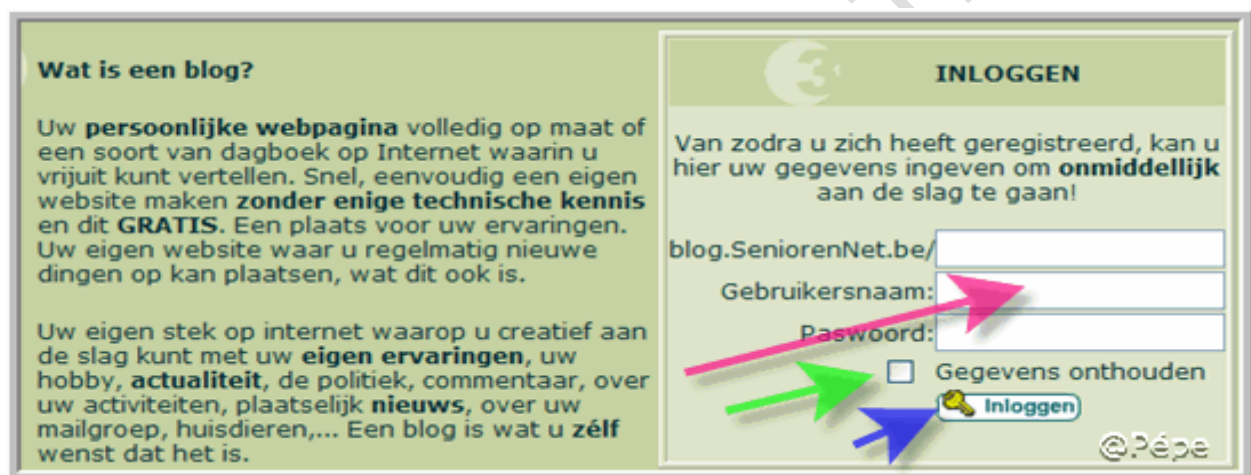 Wat is een blog?
Uw persoonlijke webpagina volledig op maat of
een soort van dagboek op Internet waarin u
vrijuit kunt vertellen. Snel, eenvoudig een eigen
website maken zonder enige technische kennis
en dit GRATIS. Een plaats voor uw ervaringen.
Uw eigen website waar u regelmatig nieuwe
dingen op kan plaatsen, wat dit ook is.
Uw eigen stek op internet waarop u creatief aan
de slag kunt met uw eigen ervaringen, uw
hobby, actualiteit, de politiek, commentaar, over
uw activiteiten, plaatselijk nieuws, over uw
mailgroep, huisdieren,... Een blog is wat u zélf
wenst dat het is.
3 INLOGGEN
Van zodra u zich heeft geregistreerd, kan u
hier uw gegevens ingeven om onmiddellijk
aan de slag te gaan!
blog.SeniorenNet.be/
Gebruikersnaam:
Paswoord:
Gegevens onthouden
Inloggen
@Pépe